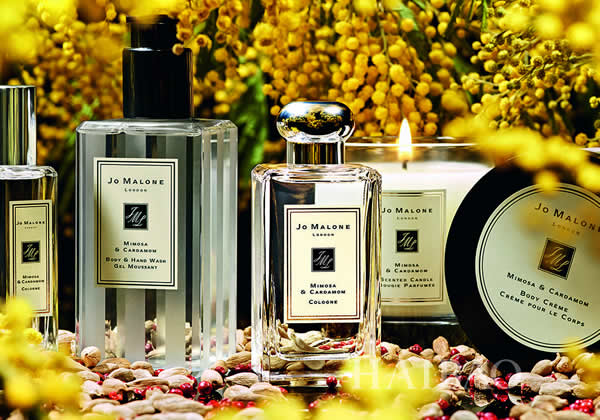 Jo Malone
London
Mimosa
& Cardamom
Cologne
Jo Malone
London
Mimosa
& Cardamom
Body & Hand Wash
Gel Moussant
Jo Malone
London
Mimosa
& Cardamom
Cologne
Jo Malone
London
Mimosa
& Cardamom
Scented Candle
Bougie Parfumée
Jo Malone
London
Mimosa & Cardamom
Body Crème
Crème pour le Corps